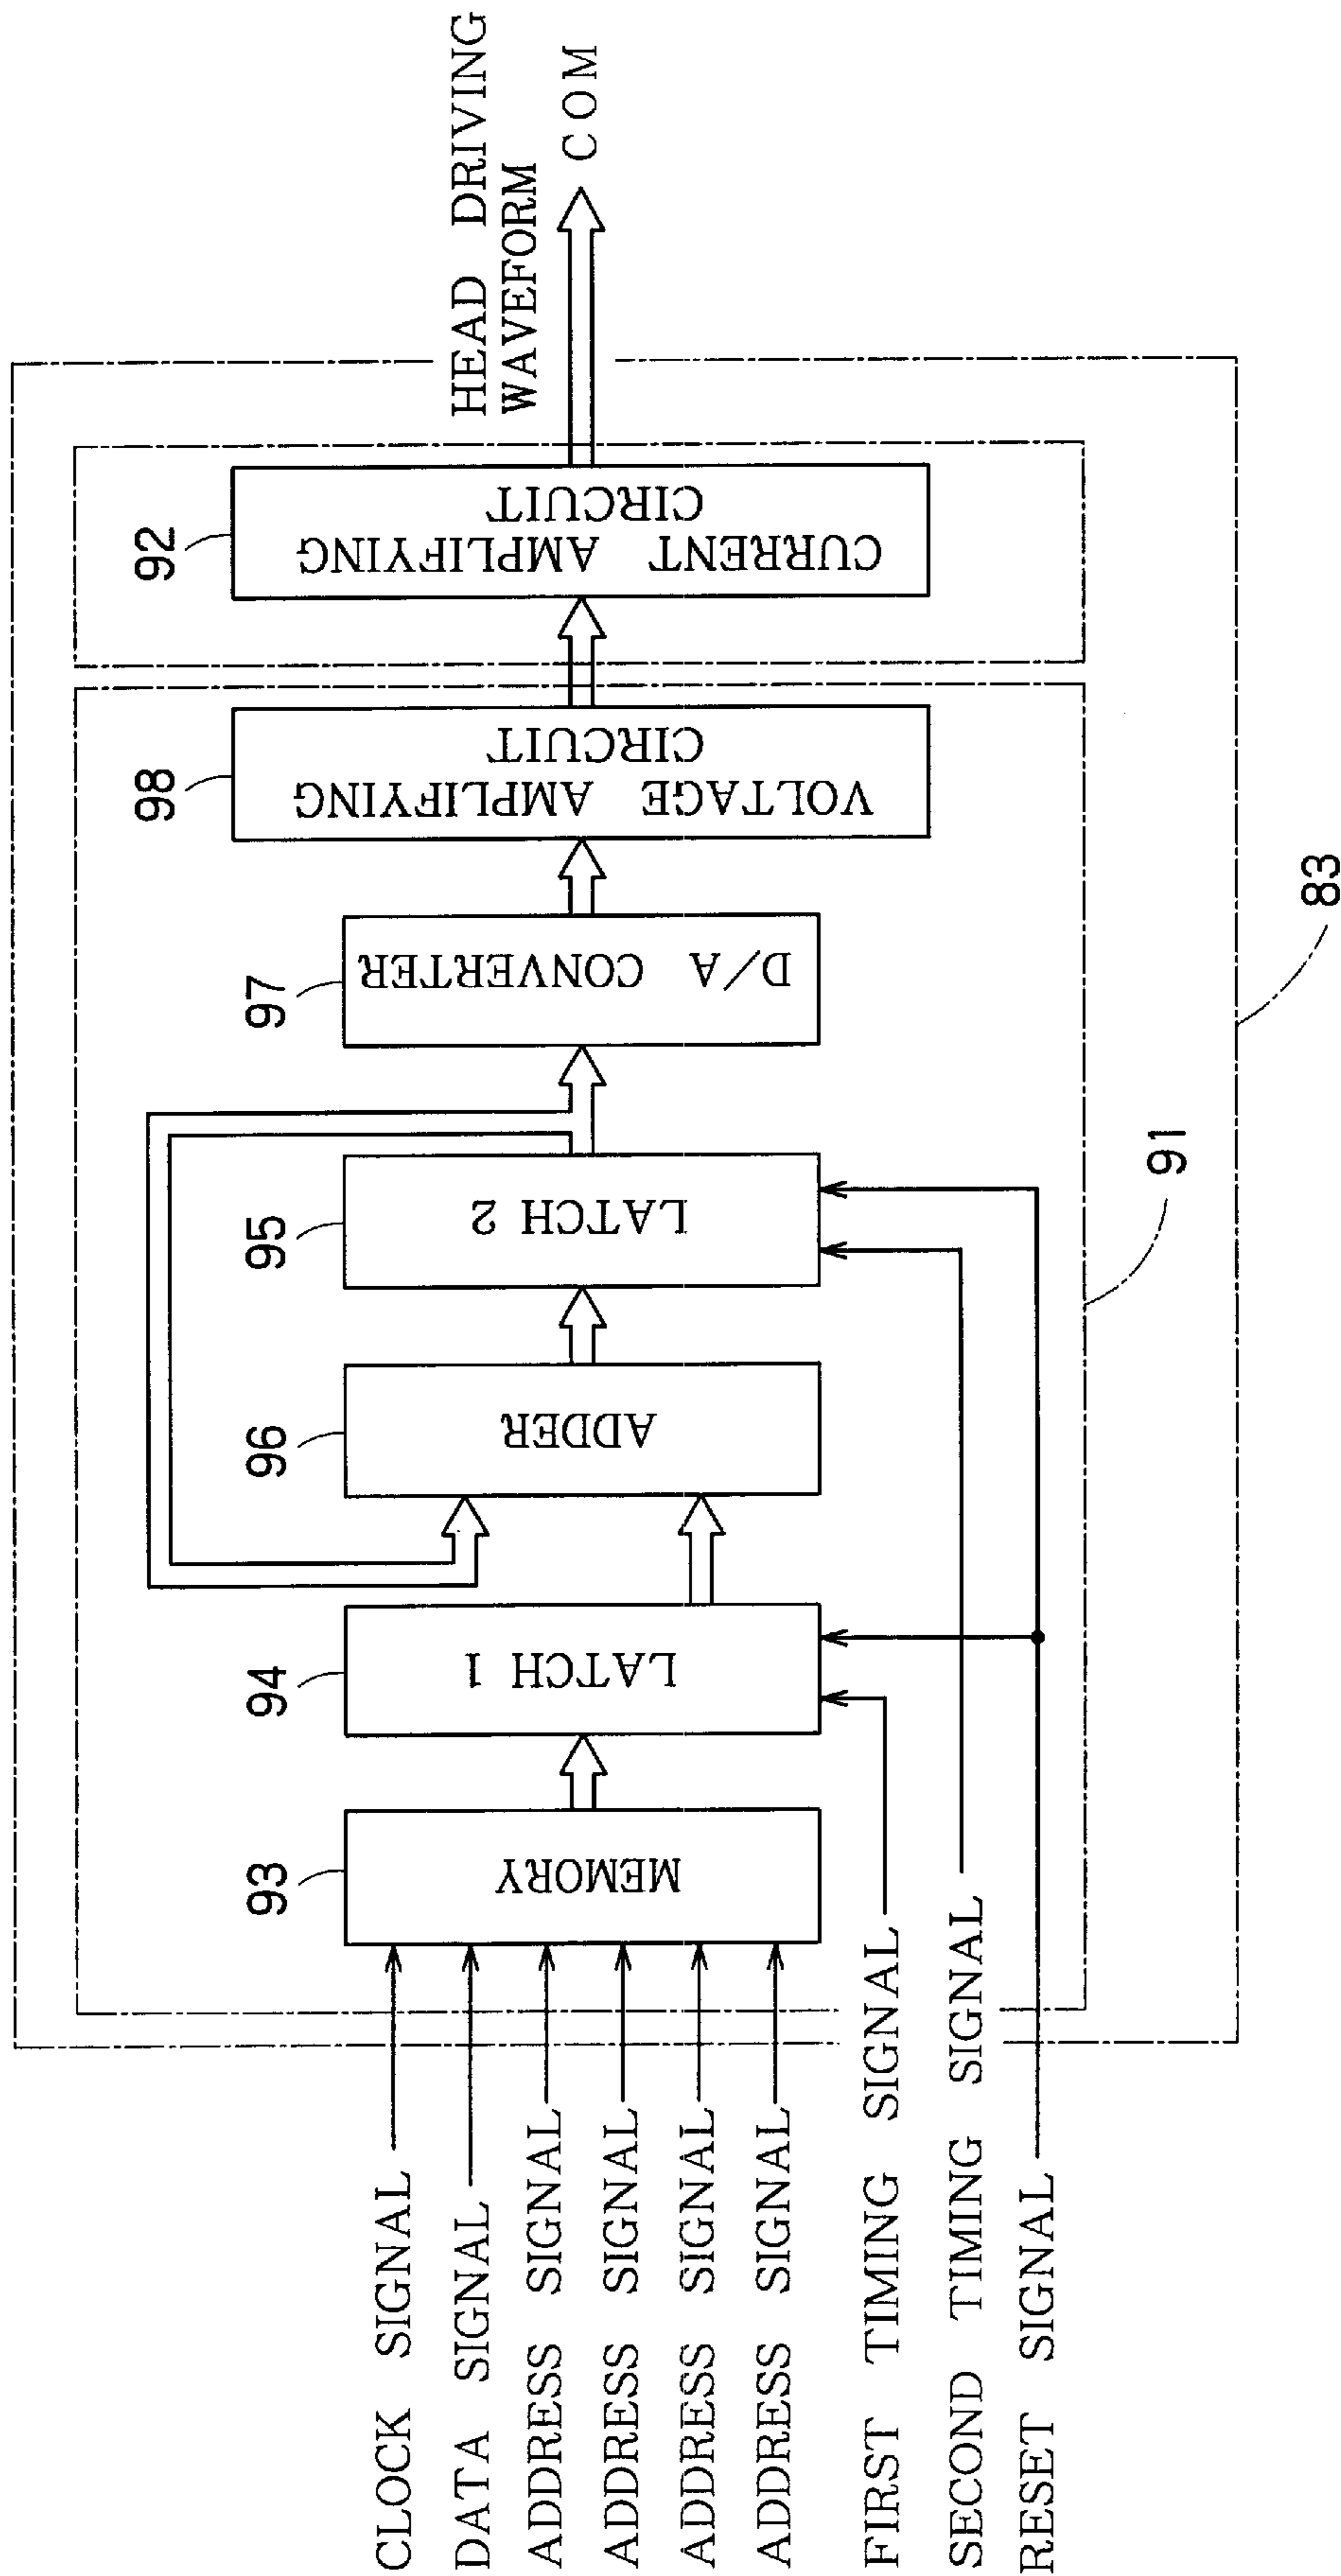 CLOCK SIGNAL
DATA SIGNAL
ADDRESS SIGNAL
ADDRESS SIGNAL
ADDRESS SIGNAL
ADDRESS SIGNAL
FIRST TIMING SIGNAL
SECOND TIMING SIGNAL
RESET SIGNAL
93
MEMORY
94
LATCH 1
96
ADDER
95
LATCH 2
97
D/A CONVERTER
98
VOLTAGE AMPLIFYING
CIRCUIT
92
CURRENT AMPLIFYING
CIRCUIT
HEAD DRIVING
WAVEFORM
COM
91
83